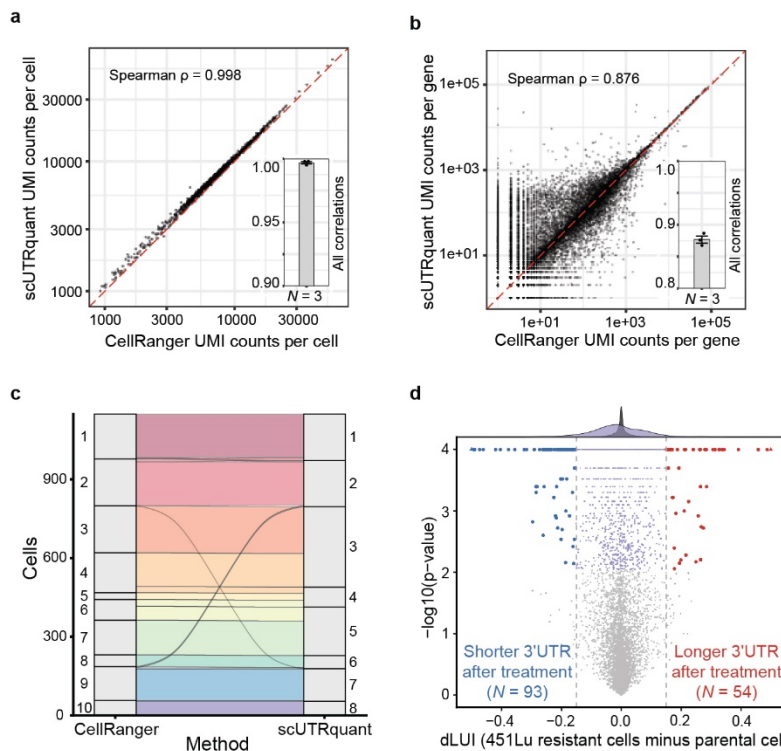 a
Spearman ρ = 0.998
scUTRquant UMI counts per cell
30000
10000
3000
1000
1.00
0.95
0.90
All correlations
N = 3
1000
3000
10000
30000
CellRanger UMI counts per cell
b
Spearman ρ = 0.876
scUTRquant UMI counts per gene
1e+05
1e+03
1e+01
1.0
0.9
0.8
All correlations
N = 3
1e+01
1e+03
1e+05
CellRanger UMI counts per gene
c
Cells
900
600
300
0
1
2
3
4
5
6
7
8
9
10
1
2
3
4
5
6
7
8
CellRanger
scUTRquant
Method
d
−log10(p-value)
4
3
2
1
0
Shorter 3'UTR
after treatment
(N = 93)
Longer 3'UTR
after treatment
(N = 54)
−0.4
−0.2
0.0
0.2
0.4
dLUI (451Lu resistant cells minus parental cel